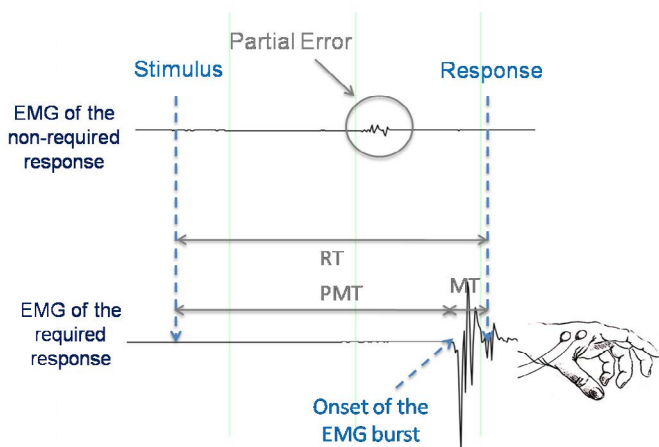 Partial Error
Stimulus
Response
EMG of the
non-required
response
RT
PMT
MT
EMG of the
required
response
Onset of the
EMG burst